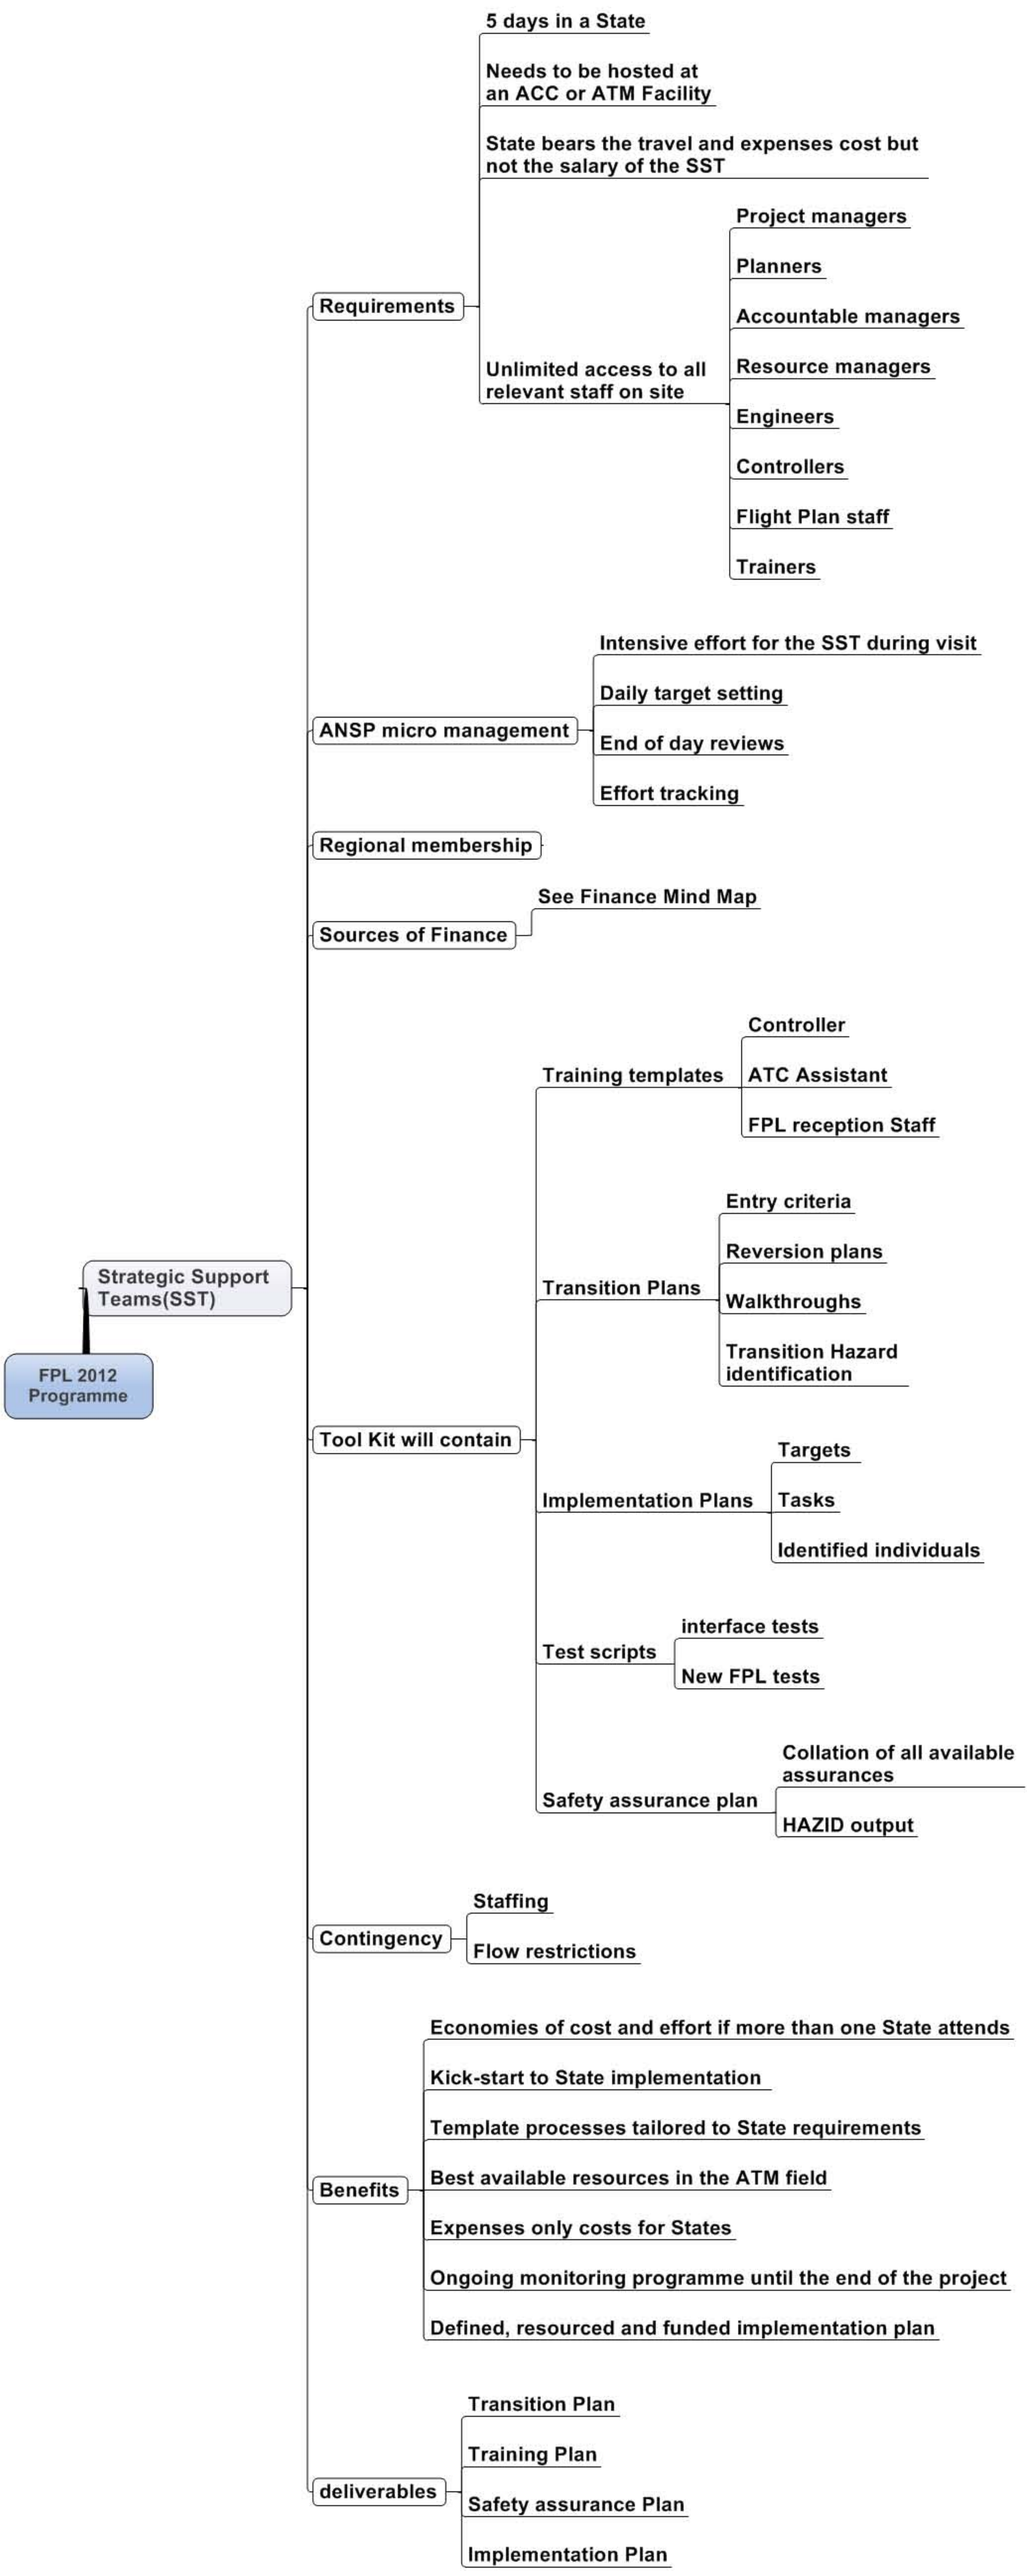 5 days in a State
Needs to be hosted at
an ACC or ATM Facility
State bears the travel and expenses cost but
not the salary of the SST
Project managers
Planners
Accountable managers
Requirements
Resource managers
Unlimited access to all
relevant staff on site
Engineers
Controllers
Flight Plan staff
Trainers
Intensive effort for the SST during visit
Daily target setting
ANSP micro management
End of day reviews
Effort tracking
Regional membership
See Finance Mind Map
Sources of Finance
Controller
Training templates
ATC Assistant
FPL reception Staff
Entry criteria
Reversion plans
Strategic Support
Teams(SST)
Transition Plans
Walkthroughs
Transition Hazard
identification
FPL 2012
Programme
Tool Kit will contain
Targets
Implementation Plans
Tasks
Identified individuals
interface tests
Test scripts
New FPL tests
Collation of all available
assurances
Safety assurance plan
HAZID output
Staffing
Contingency
Flow restrictions
Economies of cost and effort if more than one State attends
Kick-start to State implementation
Template processes tailored to State requirements
Benefits
Best available resources in the ATM field
Expenses only costs for States
Ongoing monitoring programme until the end of the project
Defined, resourced and funded implementation plan
Transition Plan
Training Plan
deliverables
Safety assurance Plan
Implementation Plan